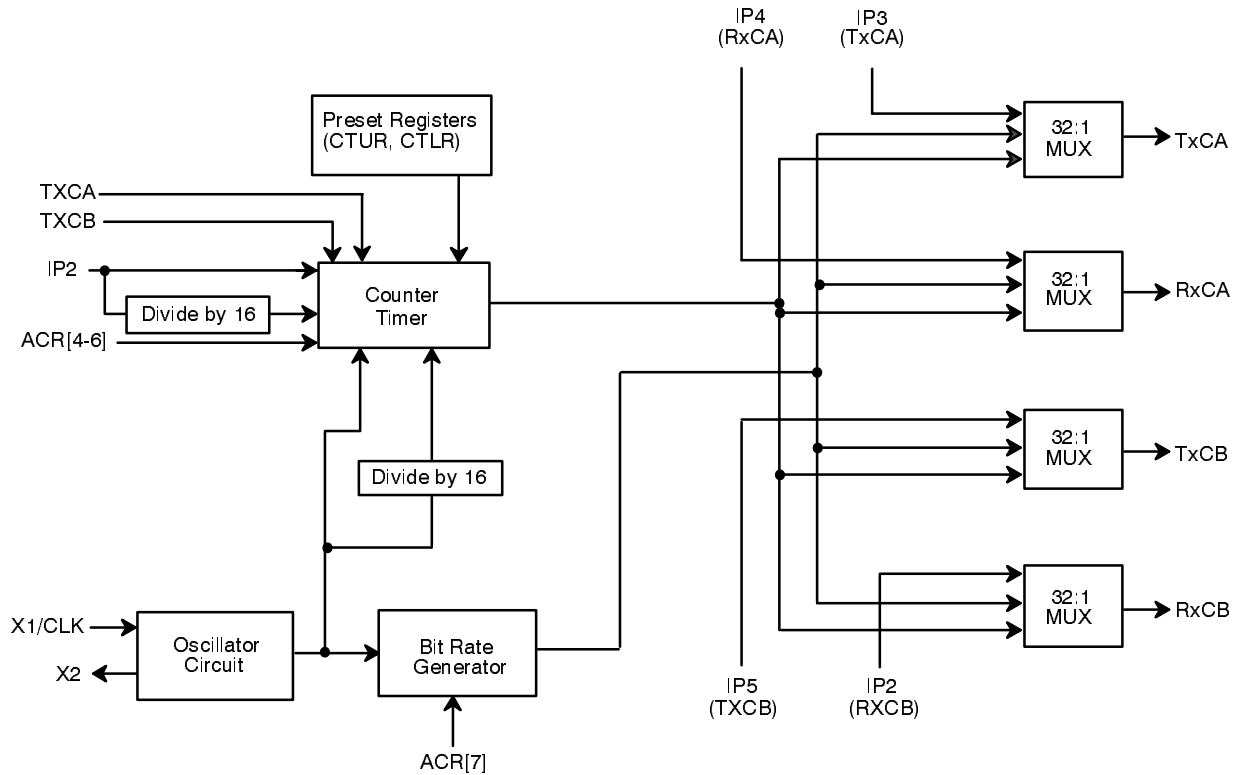 IP4
(RxCA)
IP3
(TxCA)
Preset Registers
(CTUR, CTLR)
32:1
MUX
TxCA
TXCA
TXCB
IP2
Divide by 16
ACR[4-6]
Counter
Timer
32:1
MUX
RxCA
Divide by 16
32:1
MUX
TxCB
X1/CLK
X2
Oscillator
Circuit
Bit Rate
Generator
ACR[7]
32:1
MUX
RxCB
IP5
(TXCB)
IP2
(RXCB)